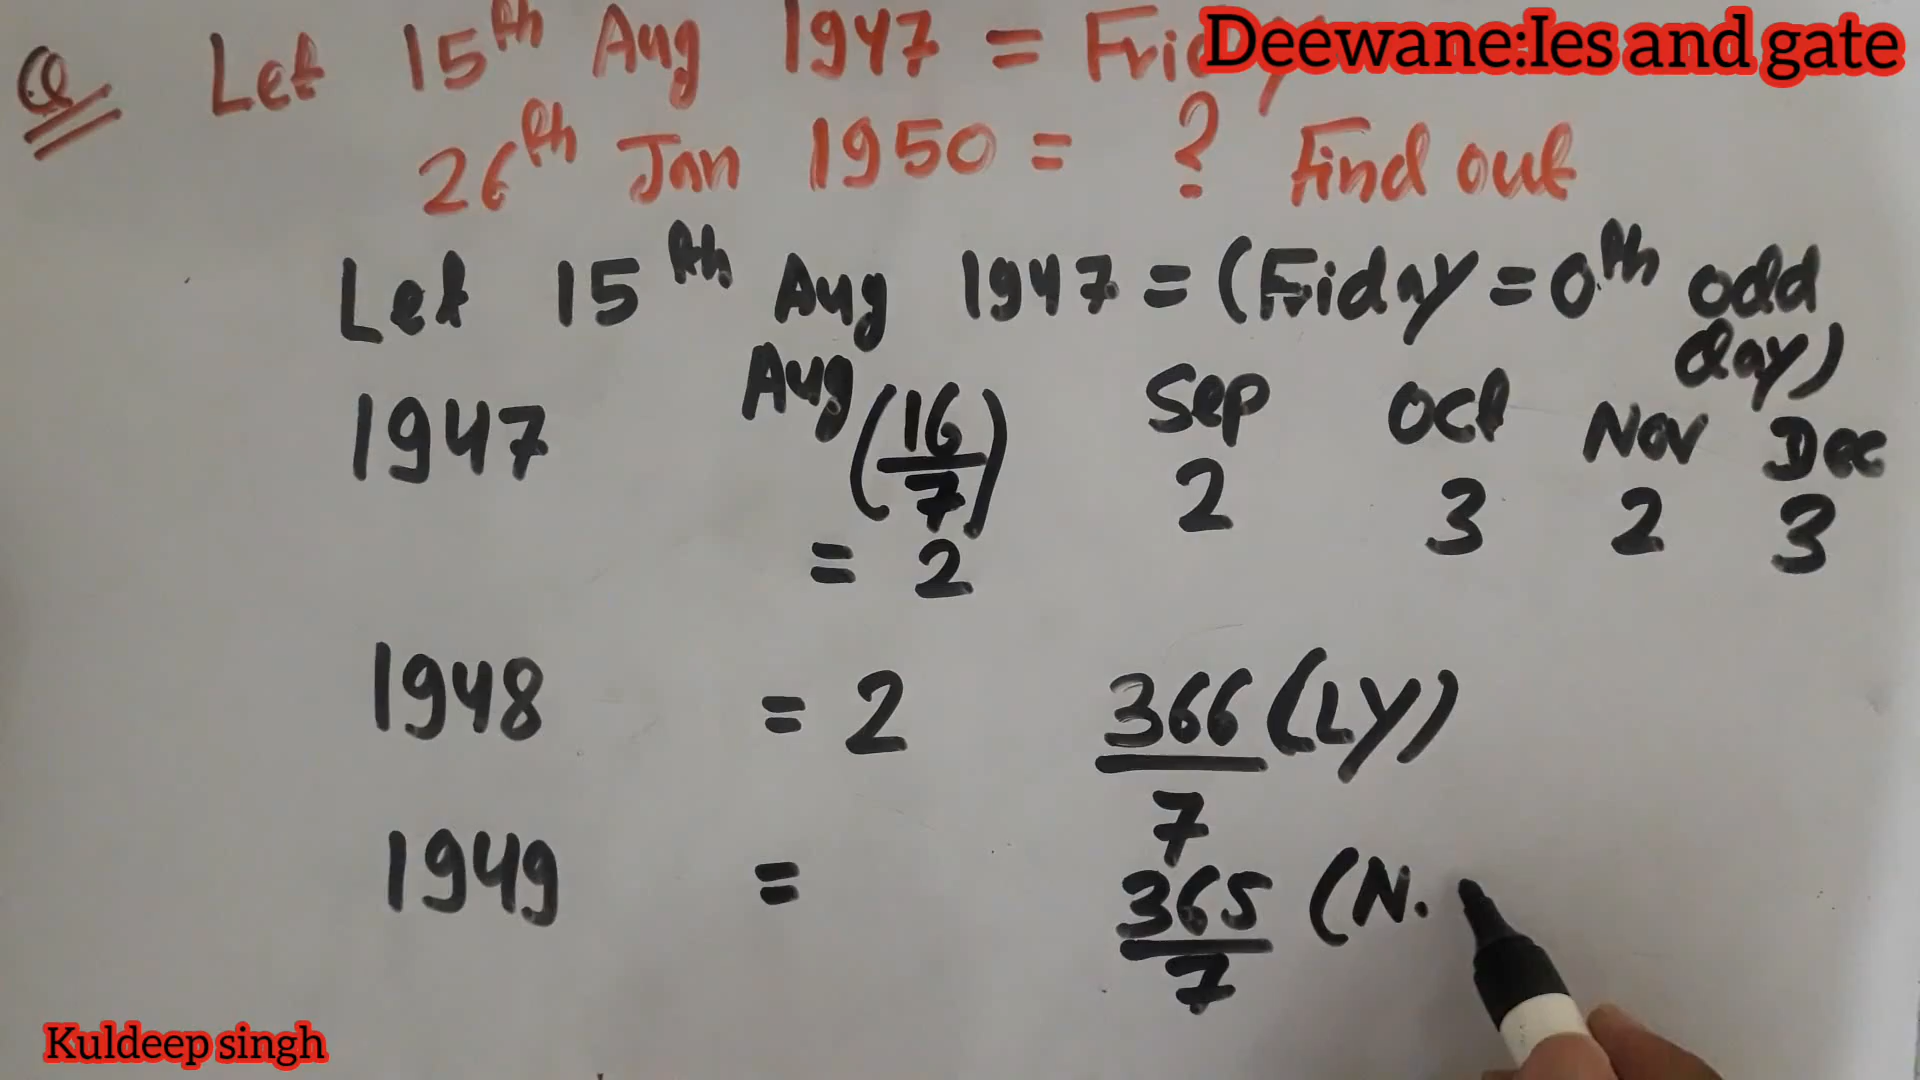 Q Let 15th Aug 1947 = Friday
Deewane:Ies and gate
26th Jan 1950 = ? Find out
Let 15th Aug 1947 = (Friday = 0th odd day)
1947 Aug (16/7) Sep Oct Nov Dec
= 2 2 3 2 3
1948 = 2 366/7 (LY)
1949 = 365/7 (N.
Kuldeep singh